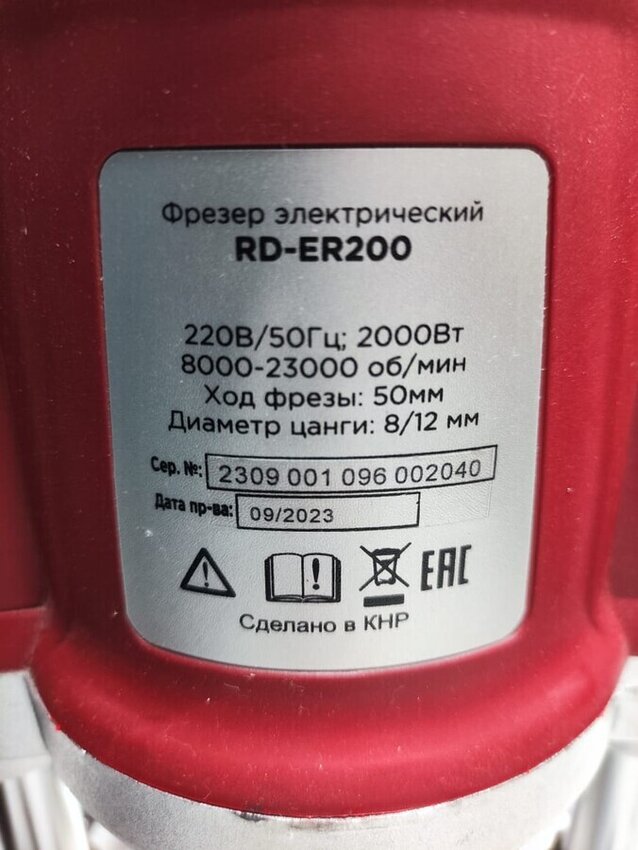 Фрезер электрический
RD-ER200
220В/50Гц; 2000Вт
8000-23000 об/мин
Ход фрезы: 50мм
Диаметр цанги: 8/12 мм
Сер. №: 2309 001 096 002040
Дата пр-ва: 09/2023
EAC
Сделано в КНР